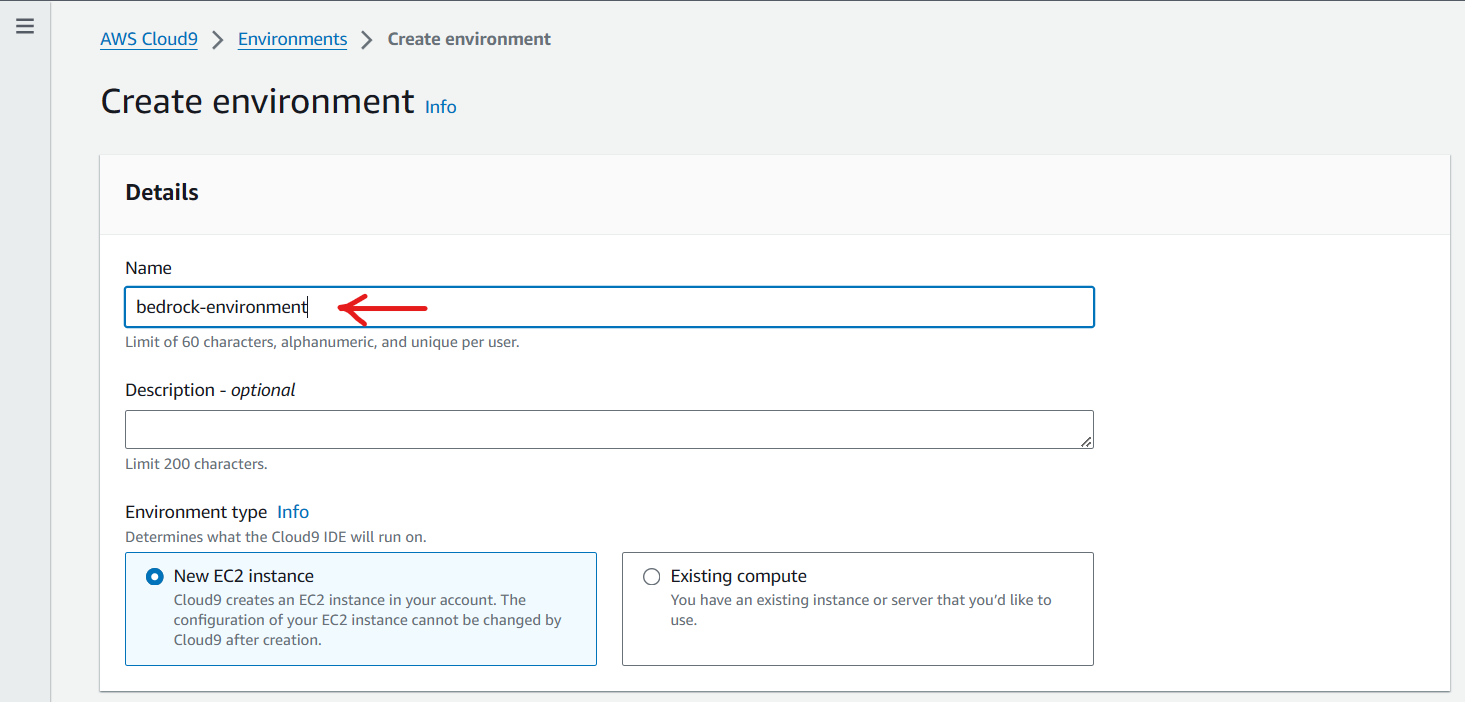 AWS Cloud9 > Environments > Create environment
Create environment Info
Details
Name
bedrock-environment
Limit of 60 characters, alphanumeric, and unique per user.
Description - optional
Limit 200 characters.
Environment type Info
Determines what the Cloud9 IDE will run on.
New EC2 instance
Cloud9 creates an EC2 instance in your account. The
configuration of your EC2 instance cannot be changed by
Cloud9 after creation.
Existing compute
You have an existing instance or server that you’d like to
use.